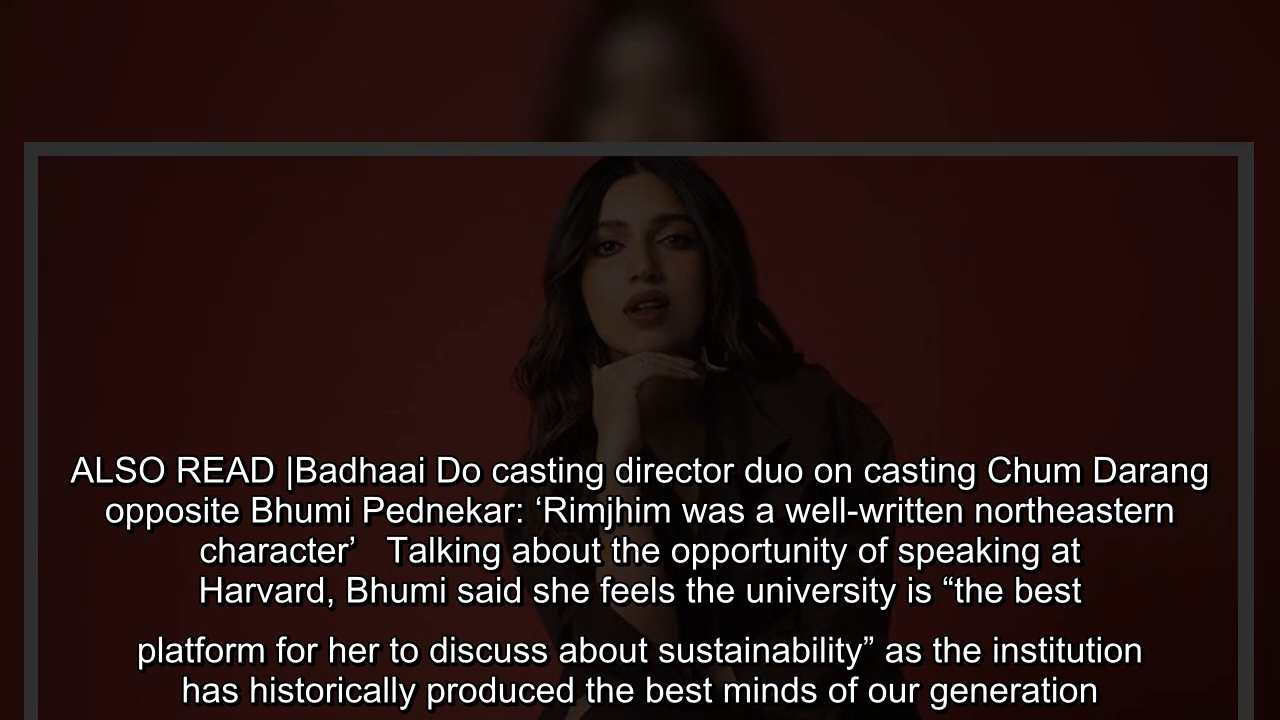 ALSO READ |Badhaai Do casting director duo on casting Chum Darang
opposite Bhumi Pednekar: ‘Rimjhim was a well-written northeastern
character’   Talking about the opportunity of speaking at
Harvard, Bhumi said she feels the university is “the best
platform for her to discuss about sustainability” as the institution
has historically produced the best minds of our generation